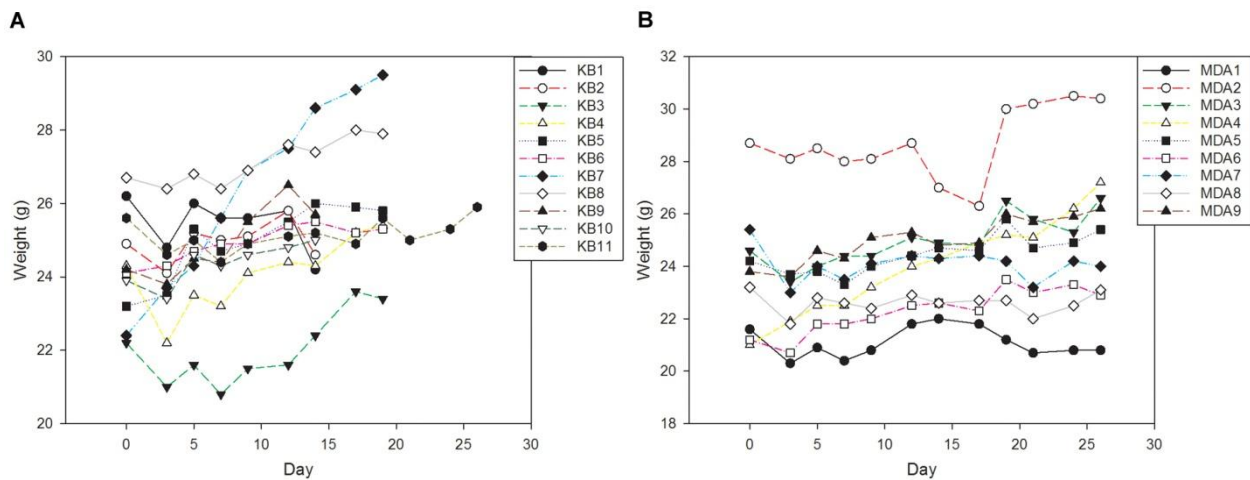 A
30
28
26
24
22
20
Weight (g)
0
5
10
15
20
25
30
Day
KB1
KB2
KB3
KB4
KB5
KB6
KB7
KB8
KB9
KB10
KB11
B
32
30
28
26
24
22
20
18
Weight (g)
0
5
10
15
20
25
30
Day
MDA1
MDA2
MDA3
MDA4
MDA5
MDA6
MDA7
MDA8
MDA9